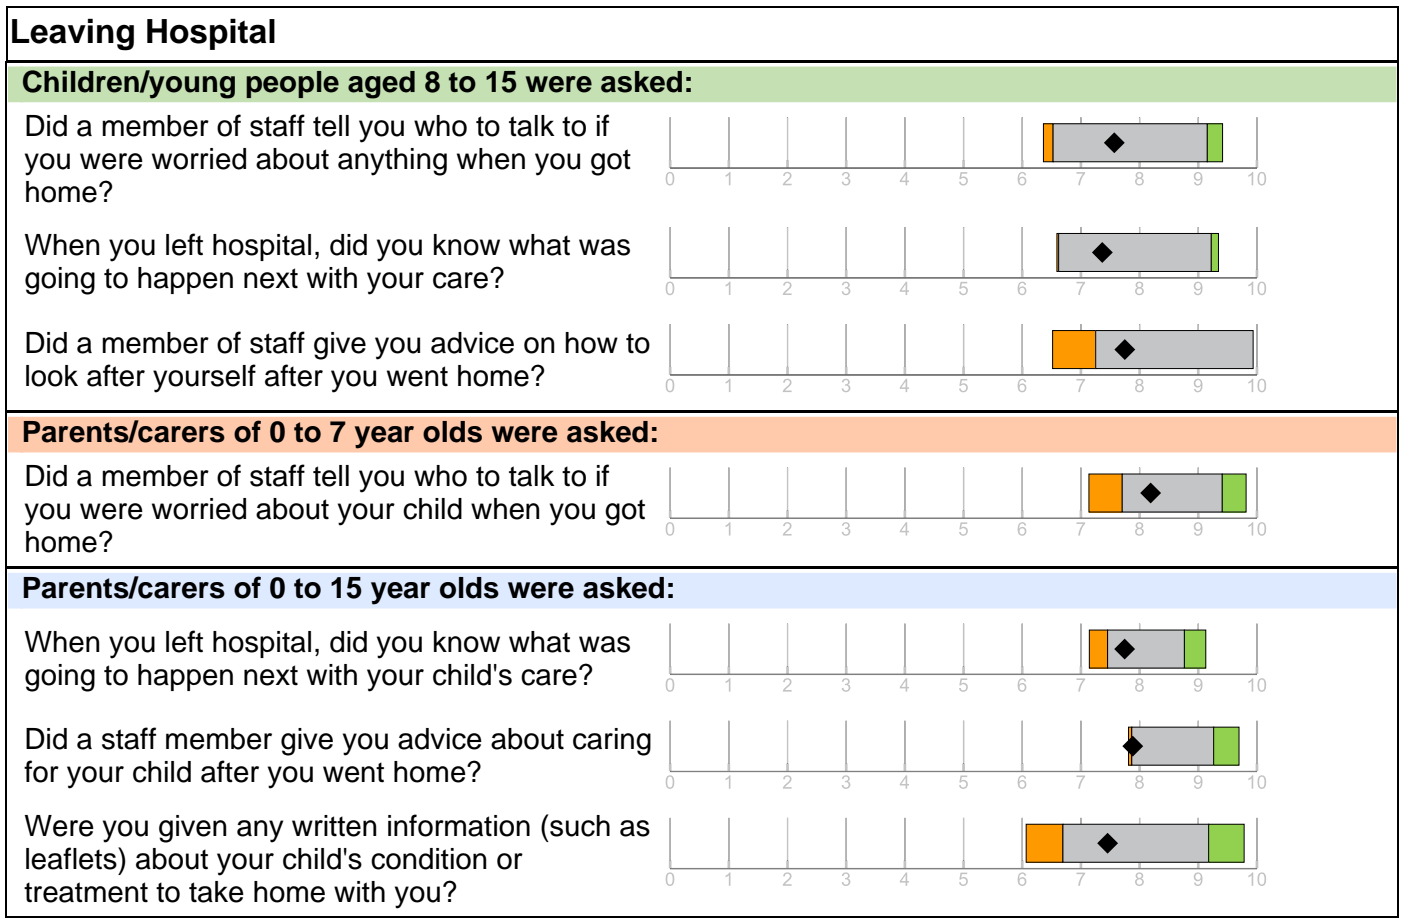 Leaving Hospital
Children/young people aged 8 to 15 were asked:
Did a member of staff tell you who to talk to if
you were worried about anything when you got
home?
0 1 2 3 4 5 6 7 8 9 10
When you left hospital, did you know what was
going to happen next with your care?
0 1 2 3 4 5 6 7 8 9 10
Did a member of staff give you advice on how to
look after yourself after you went home?
0 1 2 3 4 5 6 7 8 9 10
Parents/carers of 0 to 7 year olds were asked:
Did a member of staff tell you who to talk to if
you were worried about your child when you got
home?
0 1 2 3 4 5 6 7 8 9 10
Parents/carers of 0 to 15 year olds were asked:
When you left hospital, did you know what was
going to happen next with your child's care?
0 1 2 3 4 5 6 7 8 9 10
Did a staff member give you advice about caring
for your child after you went home?
0 1 2 3 4 5 6 7 8 9 10
Were you given any written information (such as
leaflets) about your child's condition or
treatment to take home with you?
0 1 2 3 4 5 6 7 8 9 10